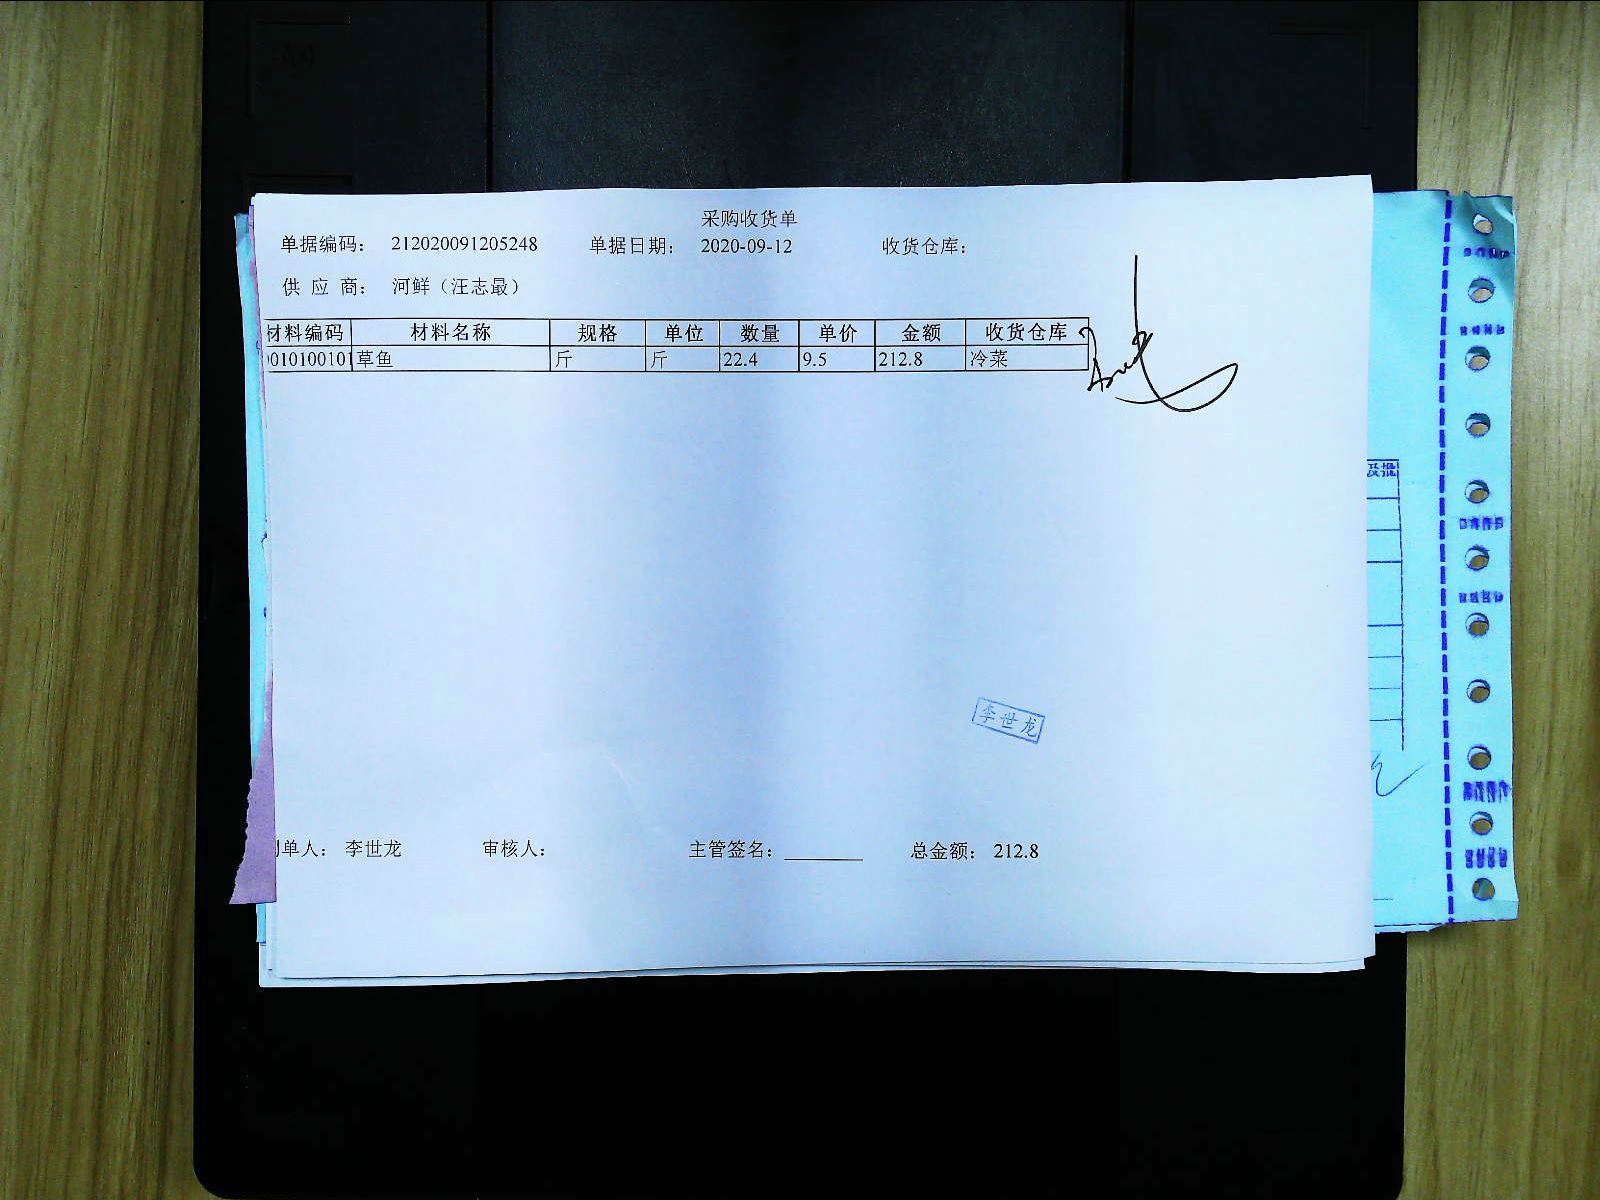 采购收货单
单据编码： 212020091205248 单据日期： 2020-09-12 收货仓库：
供 应 商： 河鲜（汪志最）
材料编码 材料名称 规格 单位 数量 单价 金额 收货仓库
010100101 草鱼 斤 斤 22.4 9.5 212.8 冷菜
及批
李世龙
制单人： 李世龙 审核人： 主管签名： 总金额： 212.8